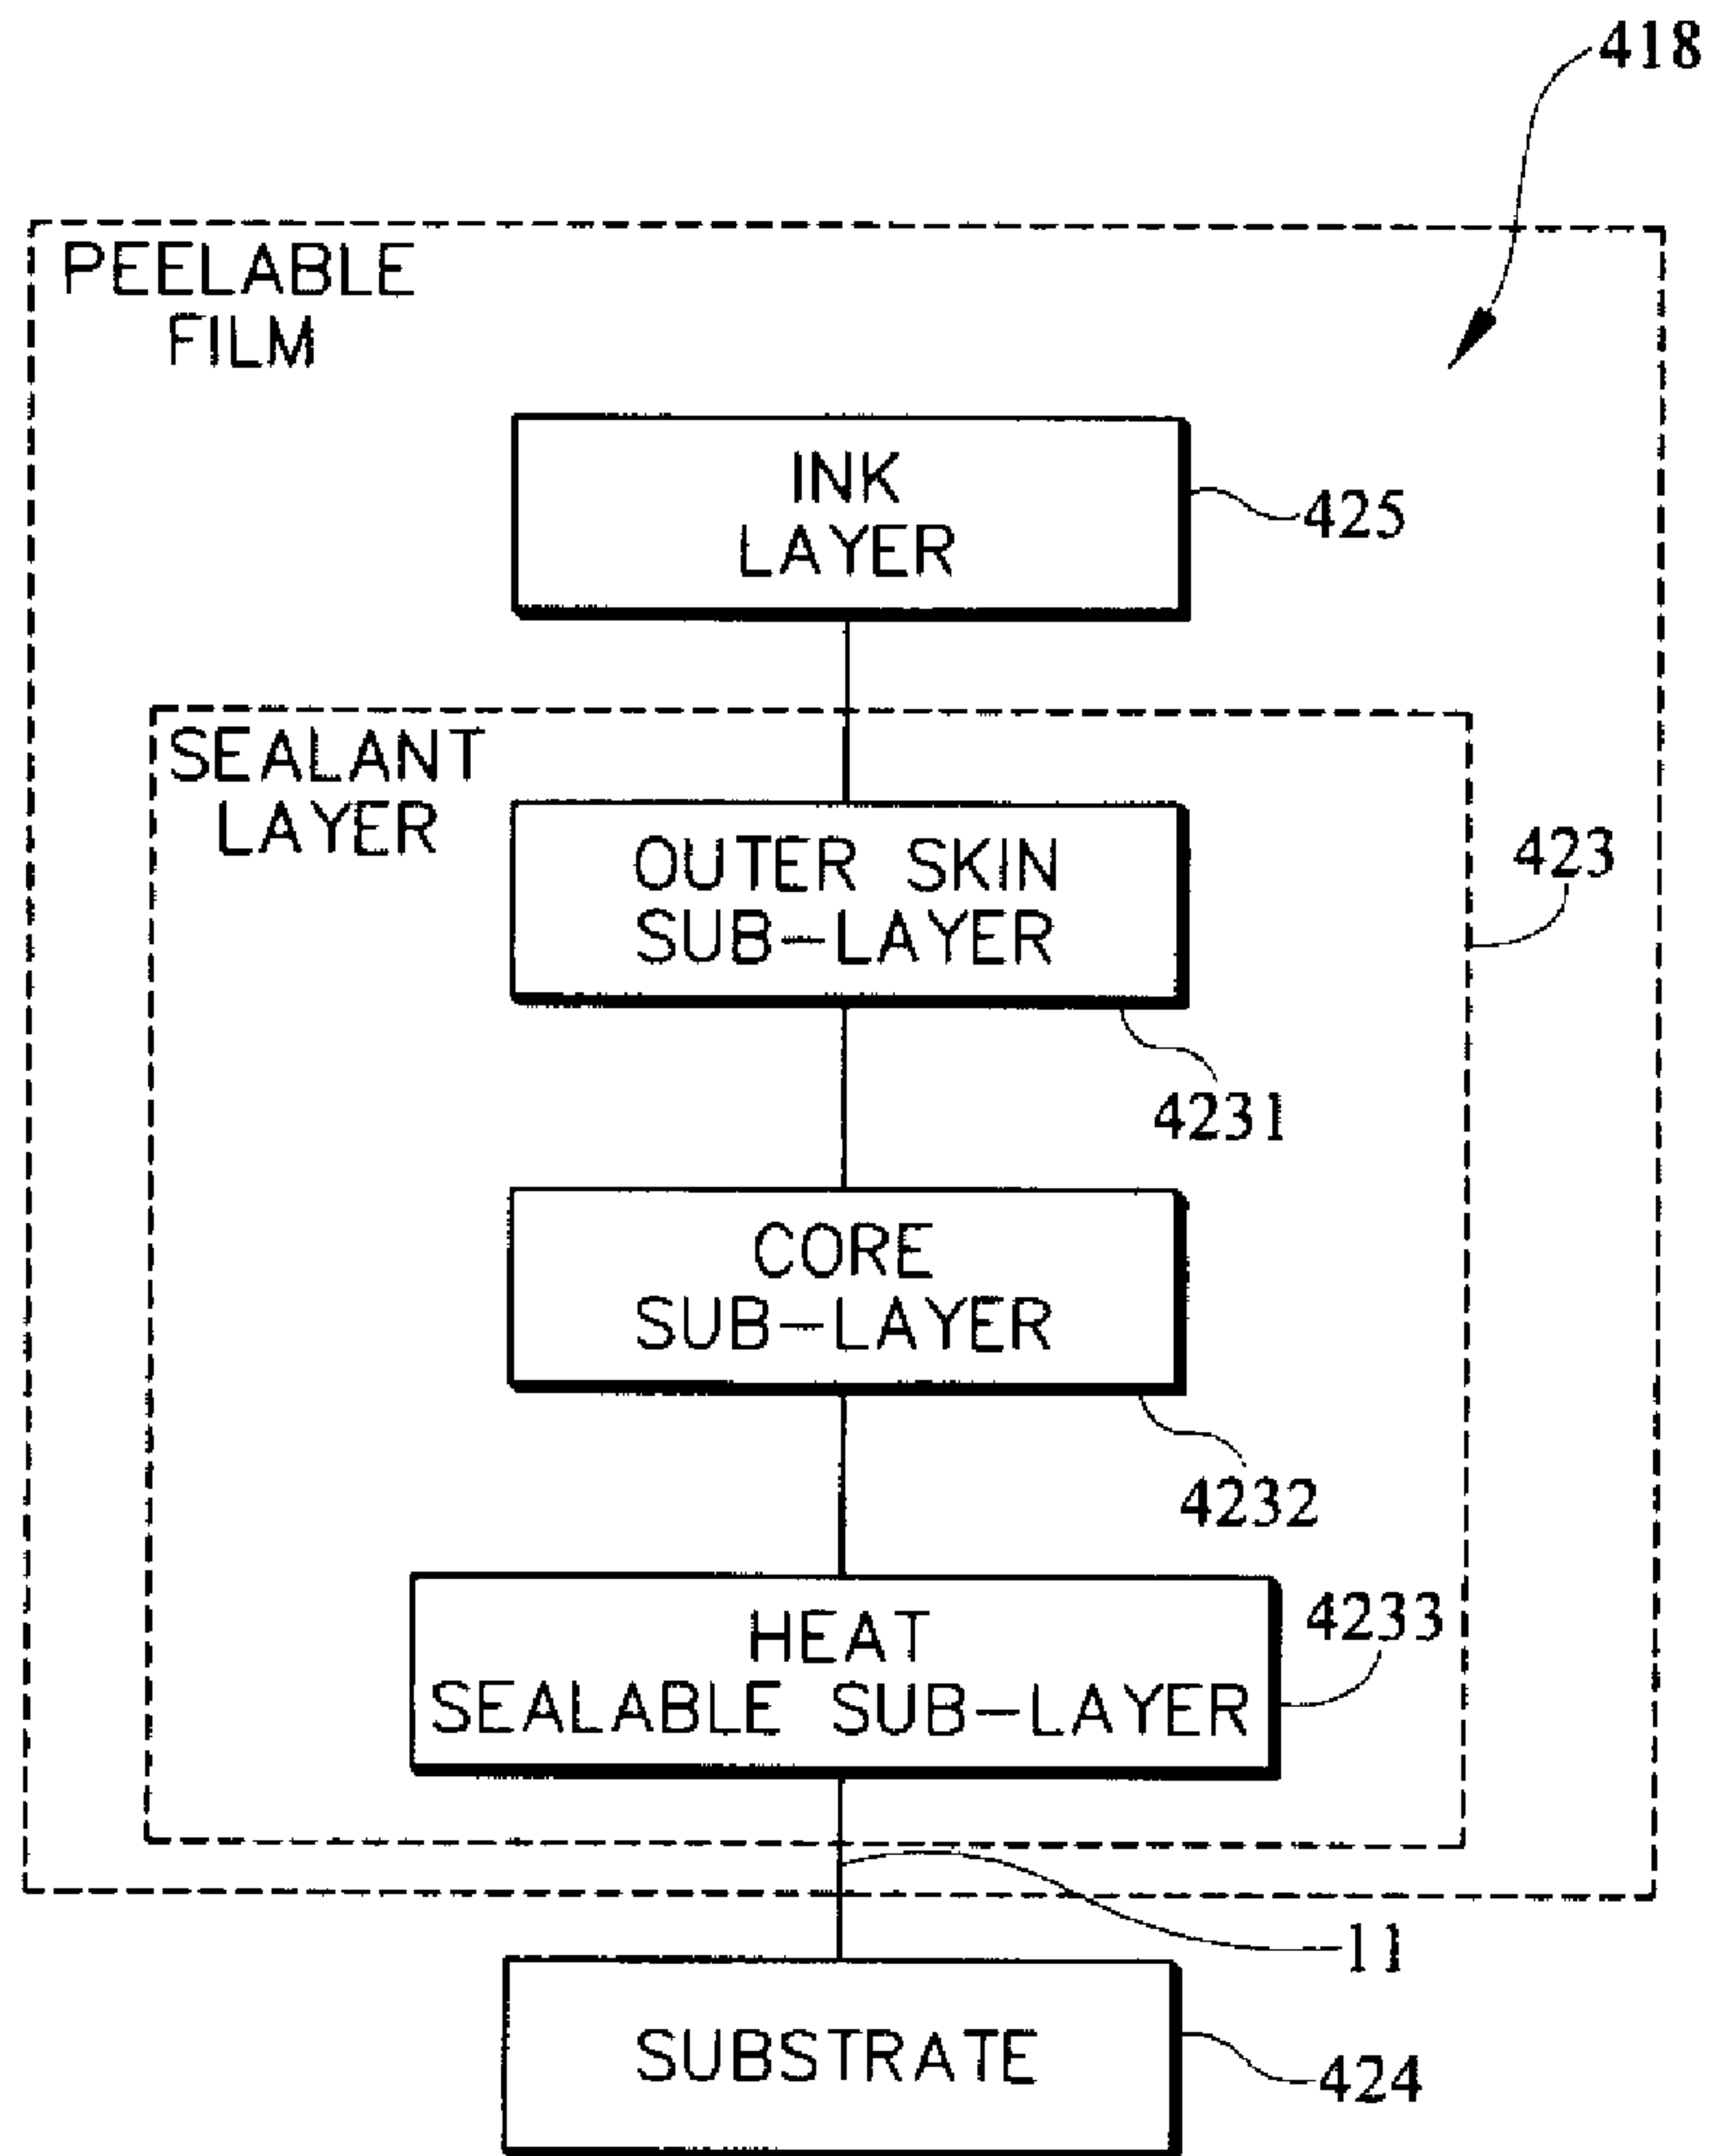 418
PEELABLE
FILM
INK
LAYER
425
SEALANT
LAYER
OUTER SKIN
SUB-LAYER
423
4231
CORE
SUB-LAYER
4232
HEAT
SEALABLE SUB-LAYER
4233
11
SUBSTRATE
424